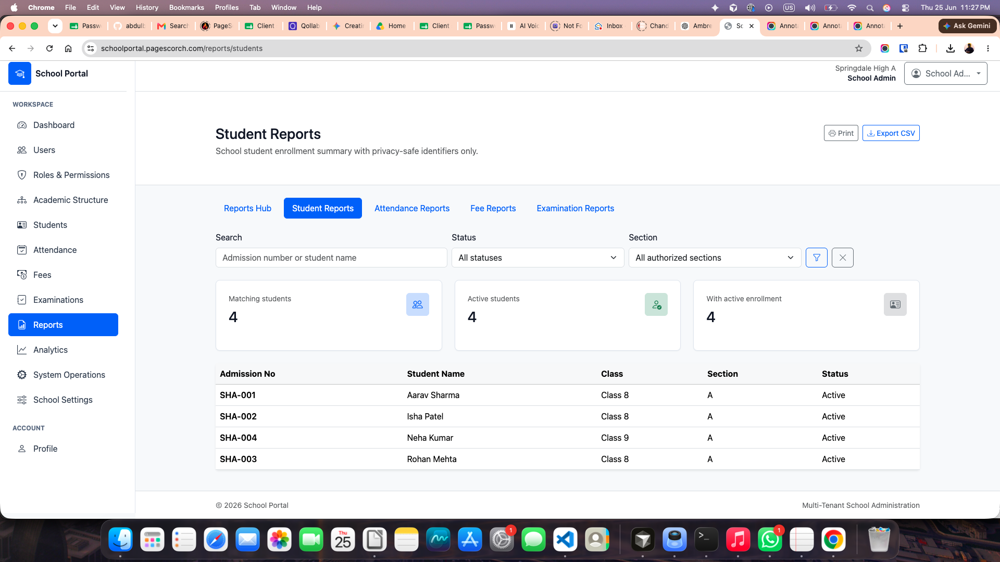 Chrome File Edit View History Bookmarks Profiles Tab Window Help
US Thu 25 Jun 11:27 PM
Passw abdulb Search PageS Client Qollab Creatin Home Client Passw AI Voic Not Fo Inbox Chand Ambre Sc Annot Annot Annot Ask Gemini
schoolportal.pagescorch.com/reports/students
School Portal
Springdale High A
School Admin
School Ad...
WORKSPACE
Dashboard
Users
Roles & Permissions
Academic Structure
Students
Attendance
Fees
Examinations
Reports
Analytics
System Operations
School Settings
ACCOUNT
Profile
Student Reports
School student enrollment summary with privacy-safe identifiers only.
Print
Export CSV
Reports Hub Student Reports Attendance Reports Fee Reports Examination Reports
Search Status Section
Admission number or student name All statuses All authorized sections
Matching students
4
Active students
4
With active enrollment
4
Admission No Student Name Class Section Status
SHA-001 Aarav Sharma Class 8 A Active
SHA-002 Isha Patel Class 8 A Active
SHA-004 Neha Kumar Class 9 A Active
SHA-003 Rohan Mehta Class 8 A Active
© 2026 School Portal
Multi-Tenant School Administration
Thu
25
1
1